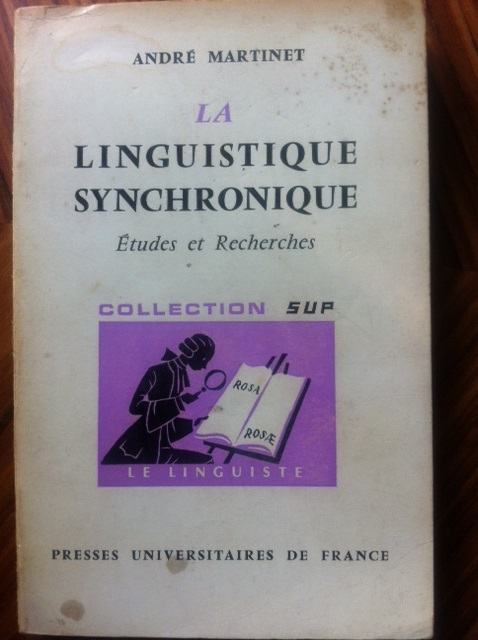 ANDRÉ MARTINET
LA
LINGUISTIQUE
SYNCHRONIQUE
Études et Recherches
COLLECTION SUP
ROSA
ROSÆ
LE LINGUISTE
PRESSES UNIVERSITAIRES DE FRANCE